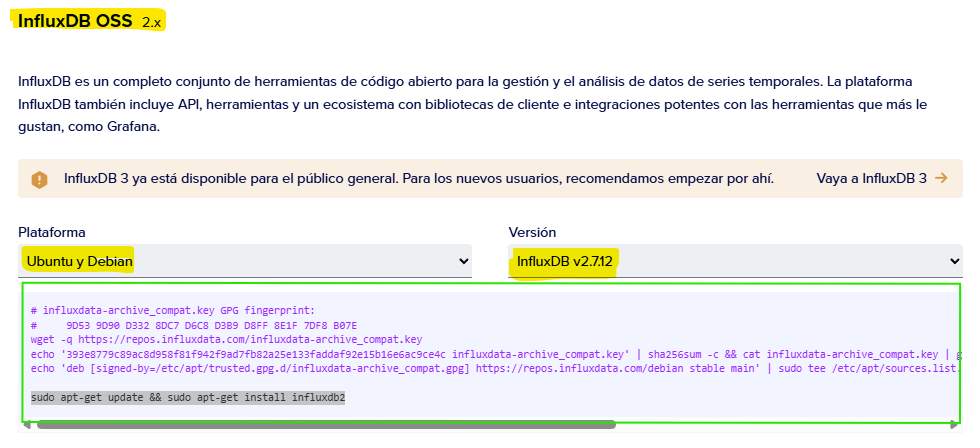 InfluxDB OSS 2.x
InfluxDB es un completo conjunto de herramientas de código abierto para la gestión y el análisis de datos de series temporales. La plataforma
InfluxDB también incluye API, herramientas y un ecosistema con bibliotecas de cliente e integraciones potentes con las herramientas que más le
gustan, como Grafana.
InfluxDB 3 ya está disponible para el público general. Para los nuevos usuarios, recomendamos empezar por ahí. Vaya a InfluxDB 3 →
Plataforma Versión
Ubuntu y Debian InfluxDB v2.7.12
# influxdata-archive_compat.key GPG fingerprint:
# 9D53 9D90 D332 8DC7 D6C8 D3B9 D8FF 8E1F 7DF8 B07E
wget -q https://repos.influxdata.com/influxdata-archive_compat.key
echo '393e8779c89ac8d958f81f942f9ad7fb82a25e133faddaf92e15b16e6ac9ce4c influxdata-archive_compat.key' | sha256sum -c && cat influxdata-archive_compat.key | g
echo 'deb [signed-by=/etc/apt/trusted.gpg.d/influxdata-archive_compat.gpg] https://repos.influxdata.com/debian stable main' | sudo tee /etc/apt/sources.list.
sudo apt-get update && sudo apt-get install influxdb2